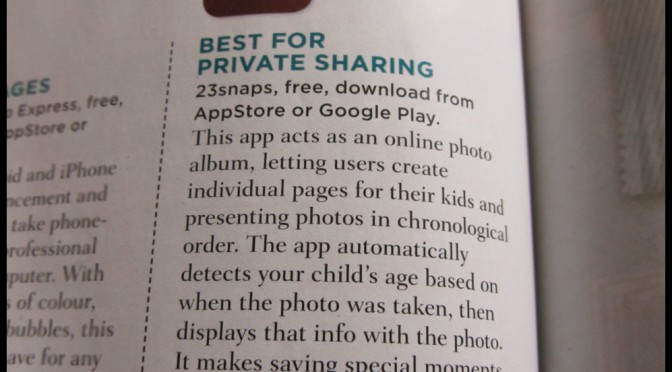 GES
Express, free,
AppStore or
id and iPhone
ncement and
take phone-
rofessional
puter. With
of colour,
bubbles, this
ave for any
BEST FOR
PRIVATE SHARING
23snaps, free, download from
AppStore or Google Play.
This app acts as an online photo
album, letting users create
individual pages for their kids and
presenting photos in chronological
order. The app automatically
detects your child's age based on
when the photo was taken, then
displays that info with the photo.
It makes saving special moments